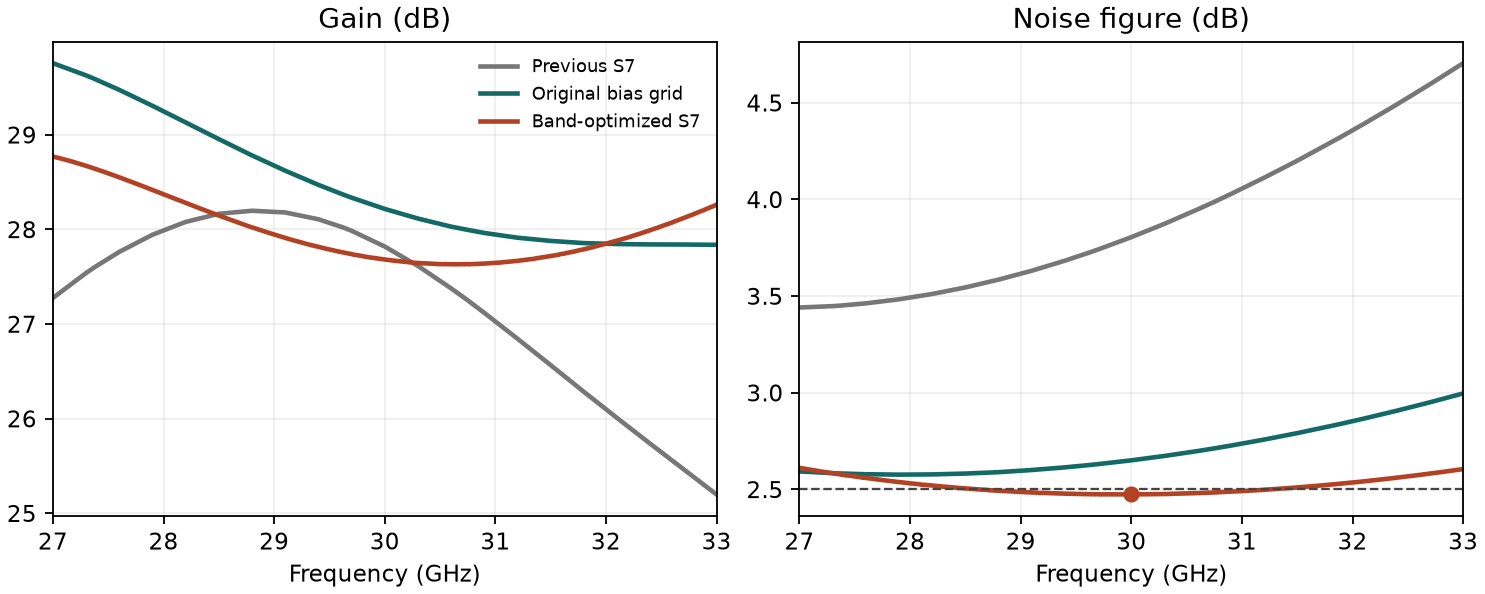 Gain (dB)
Previous S7
Original bias grid
Band-optimized S7
29
28
27
26
25
27 28 29 30 31 32 33
Frequency (GHz)
Noise figure (dB)
4.5
4.0
3.5
3.0
2.5
27 28 29 30 31 32 33
Frequency (GHz)